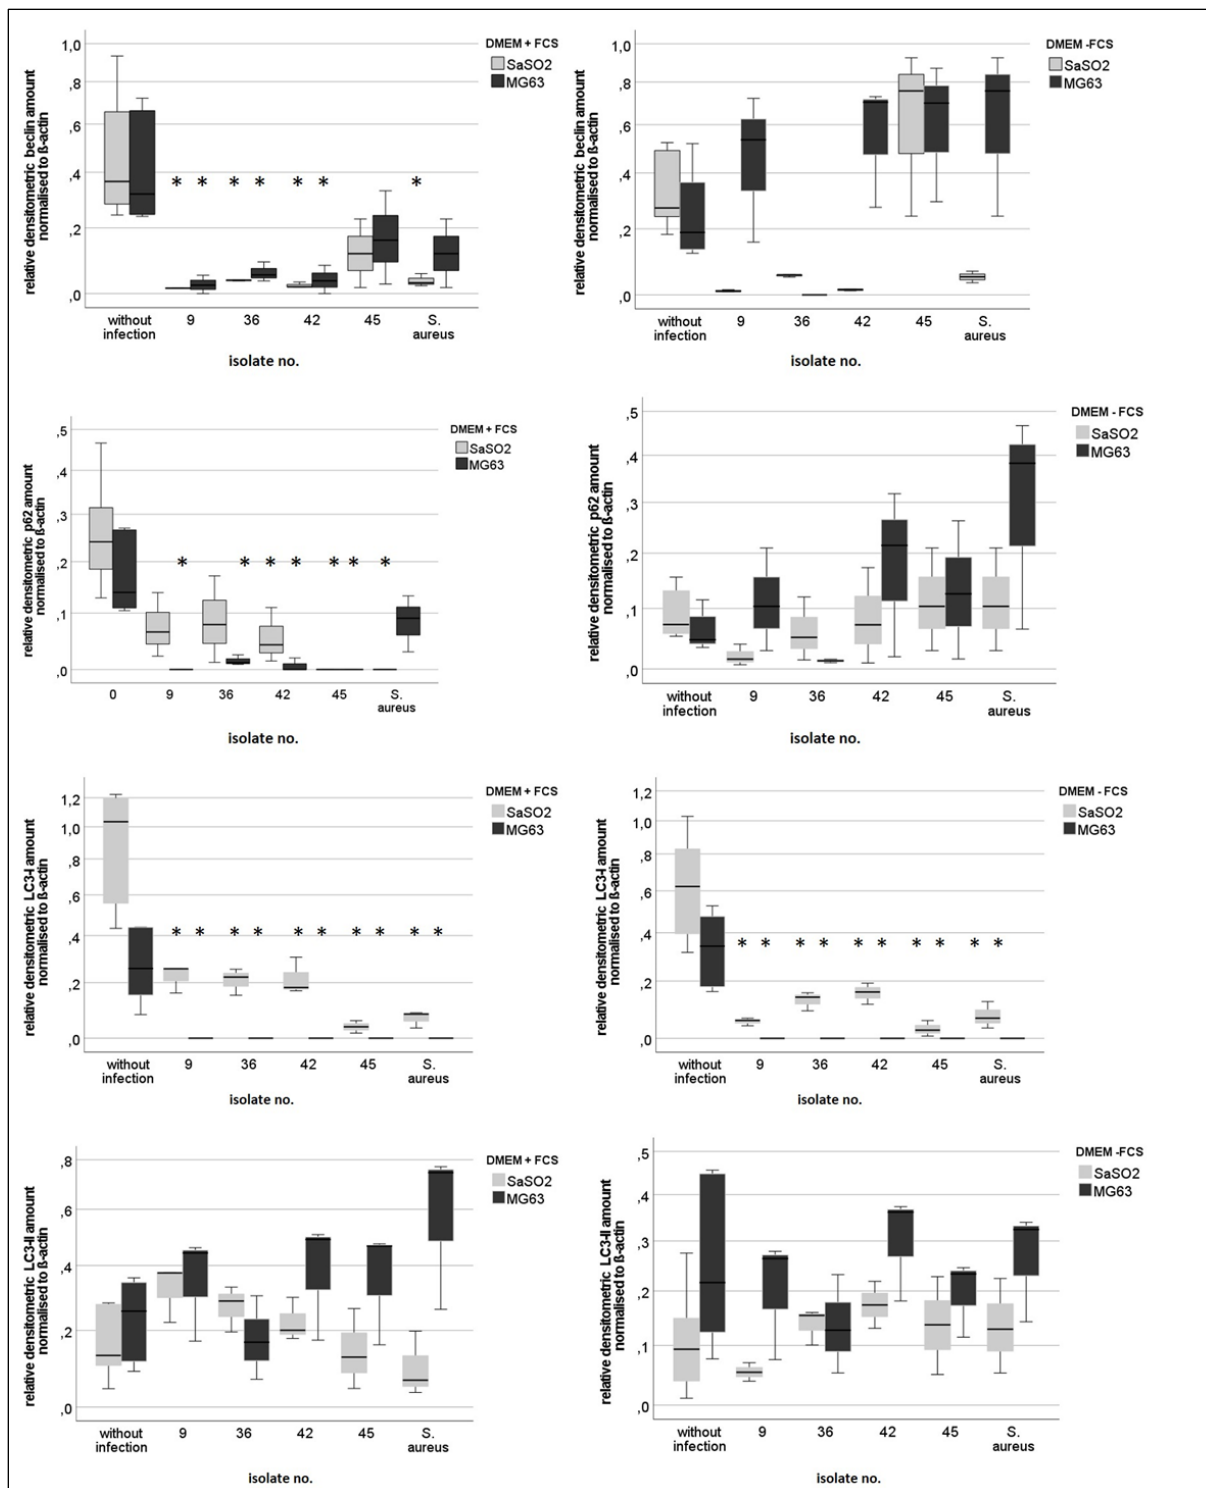 relative densitometric beclin amount
normalised to ß-actin
1,0
,8
,6
,4
,2
,0
DMEM + FCS
SaSO2
MG63
* * * * * * *
without
infection
9
36
42
45
S.
aureus
isolate no.
relative densitometric beclin amount
normalised to ß-actin
1,0
,8
,6
,4
,2
,0
DMEM -FCS
SaSO2
MG63
without
infection
9
36
42
45
S.
aureus
isolate no.
relative densitometric p62 amount
normalised to ß-actin
,5
,4
,3
,2
,1
,0
DMEM + FCS
SaSO2
MG63
* * * * * * *
0
9
36
42
45
S.
aureus
isolate no.
relative densitometric p62 amount
normalised to ß-actin
,5
,4
,3
,2
,1
,0
DMEM - FCS
SaSO2
MG63
without
infection
9
36
42
45
S.
aureus
isolate no.
relative densitometric LC3-I amount
normalised to ß-actin
1,2
1,0
,8
,6
,4
,2
,0
DMEM + FCS
SaSO2
MG63
* * * * * * * * * *
without
infection
9
36
42
45
S.
aureus
isolate no.
relative densitometric LC3-I amount
normalised to ß-actin
1,2
1,0
,8
,6
,4
,2
,0
DMEM - FCS
SaSO2
MG63
* * * * * * * * * *
without
infection
9
36
42
45
S.
aureus
isolate no.
relative densitometric LC3-II amount
normalised to ß-actin
,8
,6
,4
,2
,0
DMEM + FCS
SaSO2
MG63
without
infection
9
36
42
45
S.
aureus
isolate no.
relative densitometric LC3-II amount
normalised to ß-actin
,5
,4
,3
,2
,1
,0
DMEM -FCS
SaSO2
MG63
without
infection
9
36
42
45
S.
aureus
isolate no.